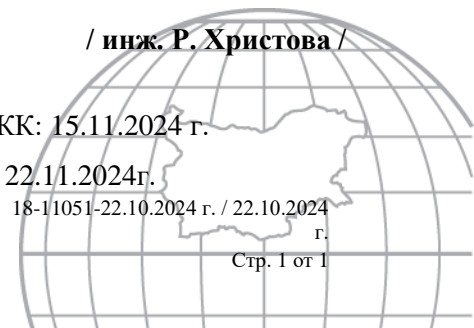 / инж. Р. Христова /
КК: 15.11.2024 г.
22.11.2024г.
18-11051-22.10.2024 г. / 22.10.2024
г.
Стр. 1 от 1